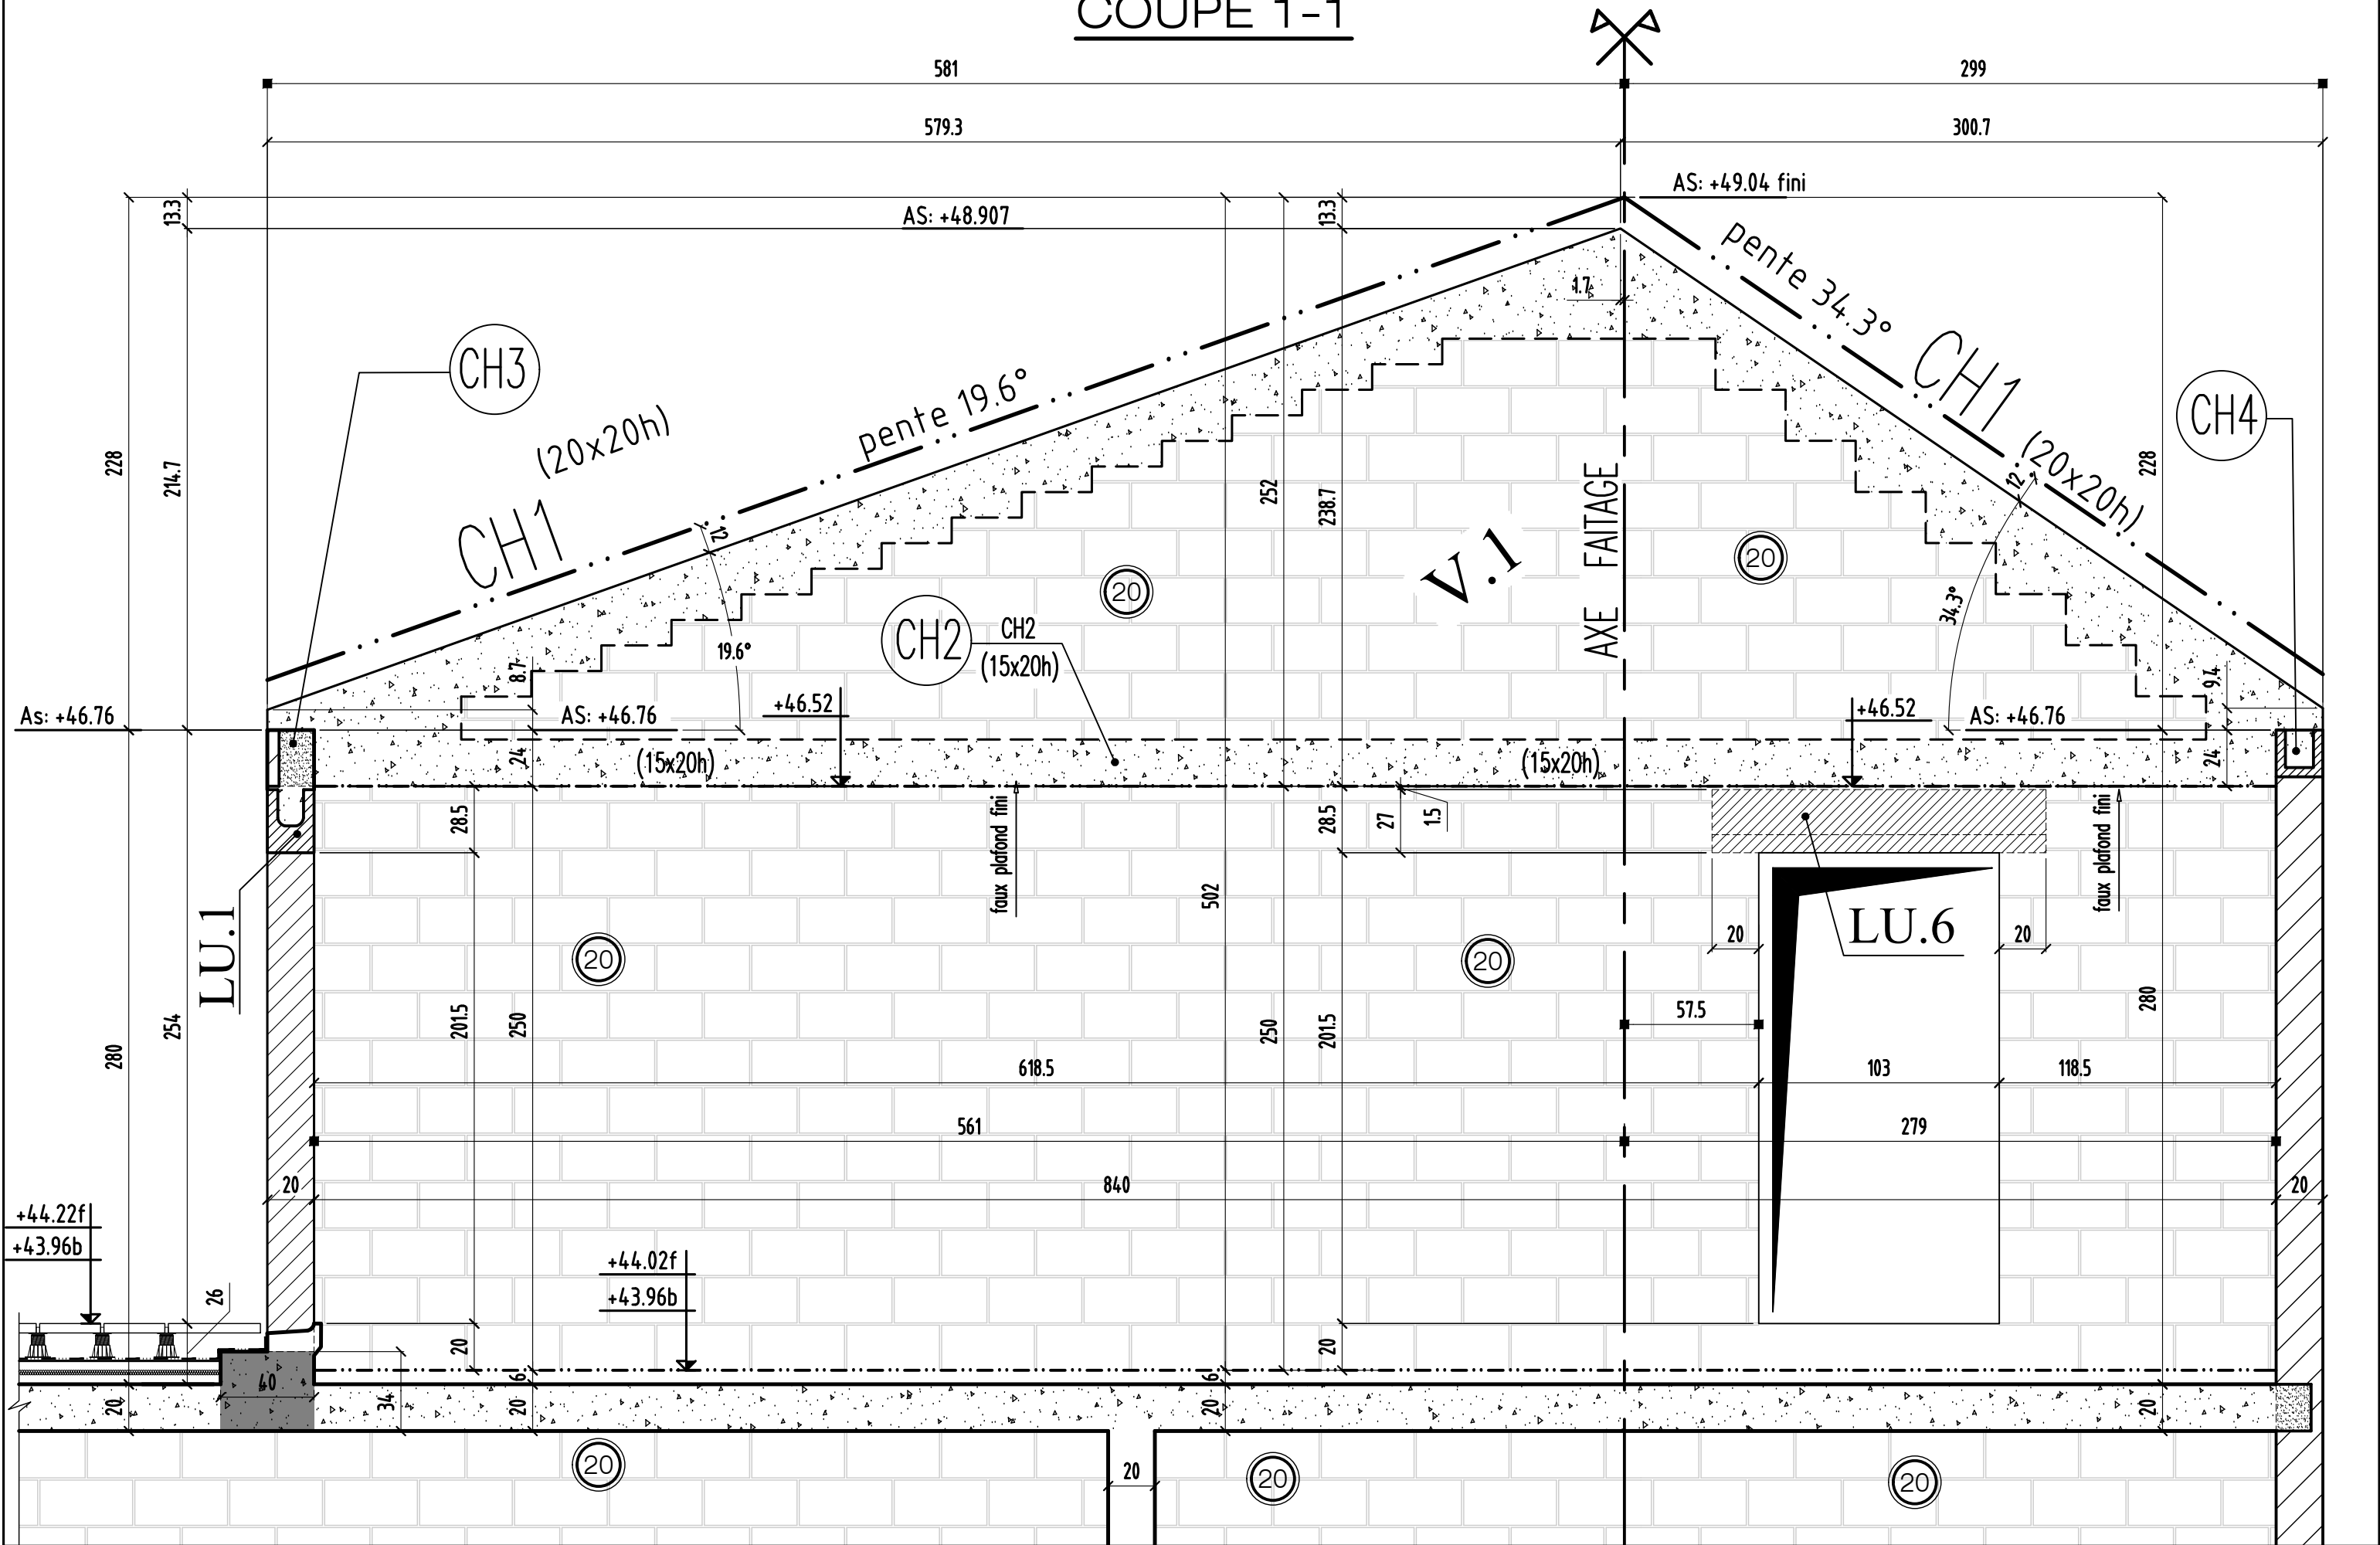 COUPE 1-1
581
299
579.3
300.7
AS: +49.04 fini
13.3
AS: +48.907
13.3
pente 34.3°
1.7
CH3
CH1
CH4
(20x20h)
pente 19.6°
(20x20h)
12
228
214.7
CH1
12
252
238.7
AXE FAITAGE
V.1
228
20
20
34.3°
CH2
CH2
(15x20h)
19.6°
8.7
9.4
As: +46.76
AS: +46.76
+46.52
+46.52
AS: +46.76
24
(15x20h)
(15x20h)
24
28.5
faux plafond fini
28.5
27
1.5
faux plafond fini
LU.1
502
20
LU.6
20
20
20
254
280
201.5
250
250
201.5
57.5
280
618.5
103
118.5
561
279
20
840
20
+44.22f
+43.96b
+44.02f
+43.96b
26
20
20
40
34
6
6
20
20
20
20
20
20
20
20